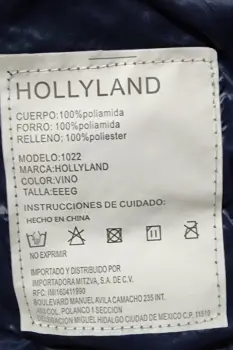 HOLLYLAND
CUERPO:100%poliamida
FORRO: 100%poliamida
RELLENO: 100%poliester
MODELO:1022
MARCA:HOLLYLAND
COLOR:VINO
TALLA:EEEG
INSTRUCCIONES DE CUIDADO:
HECHO EN CHINA
NO EXPRIMIR
IMPORTADO Y DISTRIBUIDO POR
IMPORTADORA MITZVA, S.A. DE C.V.
RFC: IMI160411990
BOULEVARD MANUEL AVILA CAMACHO 235 INT.
COL. POLANCO 1 SECCION
DELEGACION MIGUEL HIDALGO CIUDAD DE MEXICO C.P. 11510